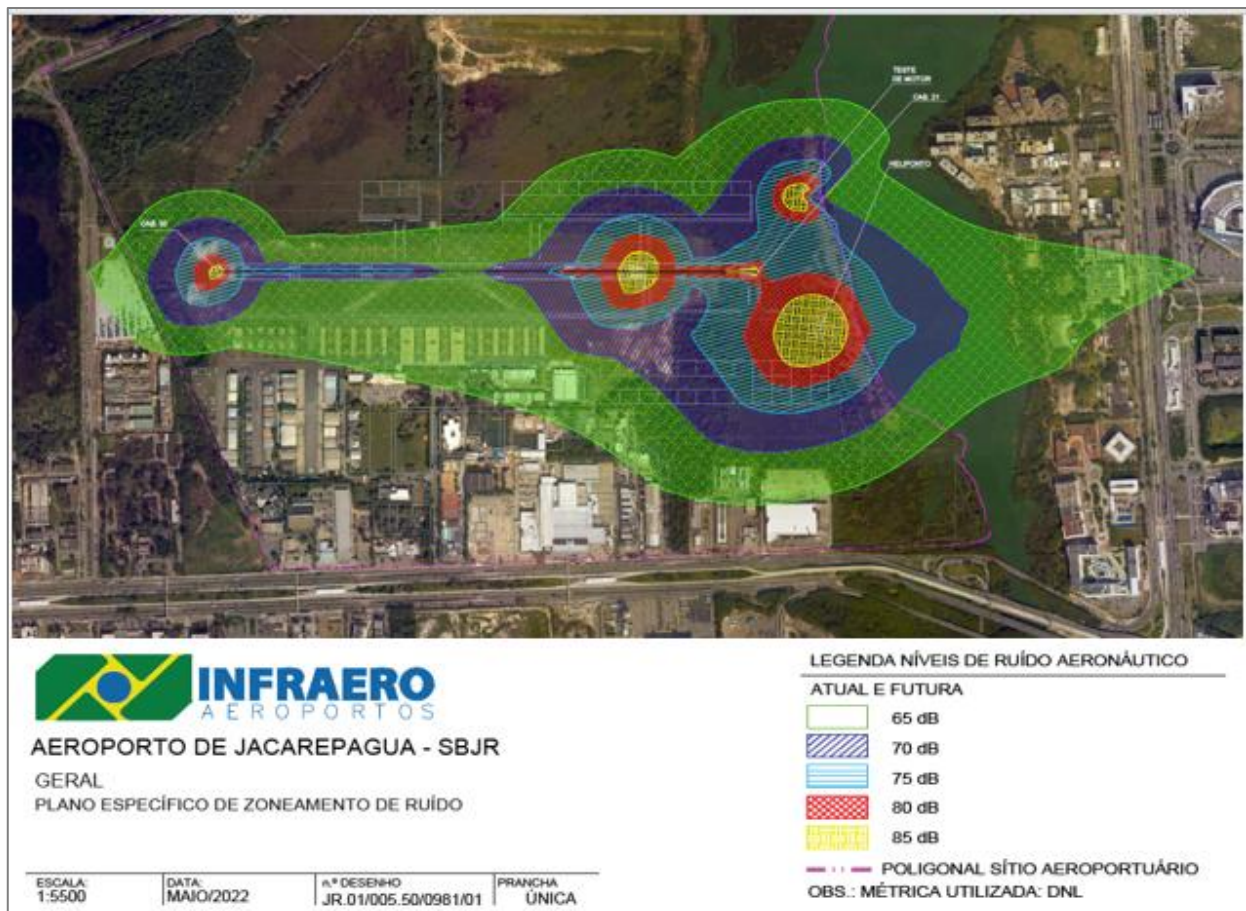 TESTE
DE MOTOR
CAB. 21
HELIPORTO
INFRAERO
AEROPORTOS
AEROPORTO DE JACAREPAGUA - SBJR
GERAL
PLANO ESPECÍFICO DE ZONEAMENTO DE RUÍDO
ESCALA:
1:5500
DATA:
MAIO/2022
n.º DESENHO
JR.01/005.50/0981/01
PRANCHA
ÚNICA
LEGENDA NÍVEIS DE RUÍDO AERONÁUTICO
ATUAL E FUTURA
65 dB
70 dB
75 dB
80 dB
85 dB
POLIGONAL SÍTIO AEROPORTUÁRIO
OBS.: MÉTRICA UTILIZADA: DNL